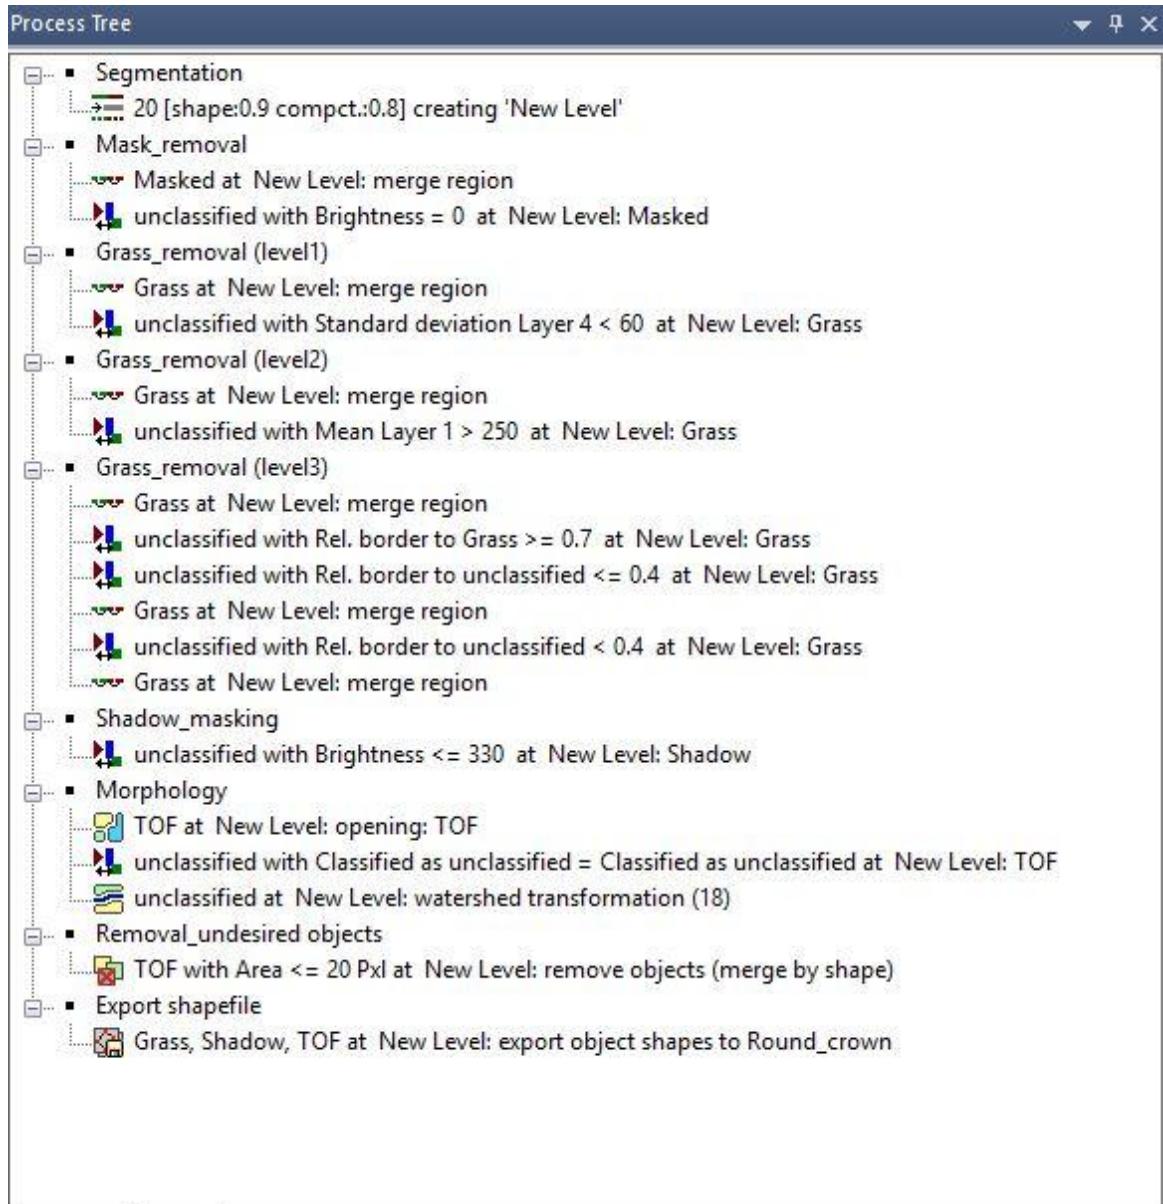 Process Tree
Segmentation
20 [shape:0.9 compct.:0.8] creating 'New Level'
Mask_removal
Masked at New Level: merge region
unclassified with Brightness = 0 at New Level: Masked
Grass_removal (level1)
Grass at New Level: merge region
unclassified with Standard deviation Layer 4 < 60 at New Level: Grass
Grass_removal (level2)
Grass at New Level: merge region
unclassified with Mean Layer 1 > 250 at New Level: Grass
Grass_removal (level3)
Grass at New Level: merge region
unclassified with Rel. border to Grass >= 0.7 at New Level: Grass
unclassified with Rel. border to unclassified <= 0.4 at New Level: Grass
Grass at New Level: merge region
unclassified with Rel. border to unclassified < 0.4 at New Level: Grass
Grass at New Level: merge region
Shadow_masking
unclassified with Brightness <= 330 at New Level: Shadow
Morphology
TOF at New Level: opening: TOF
unclassified with Classified as unclassified = Classified as unclassified at New Level: TOF
unclassified at New Level: watershed transformation (18)
Removal_undesired objects
TOF with Area <= 20 Pxl at New Level: remove objects (merge by shape)
Export shapefile
Grass, Shadow, TOF at New Level: export object shapes to Round_crown